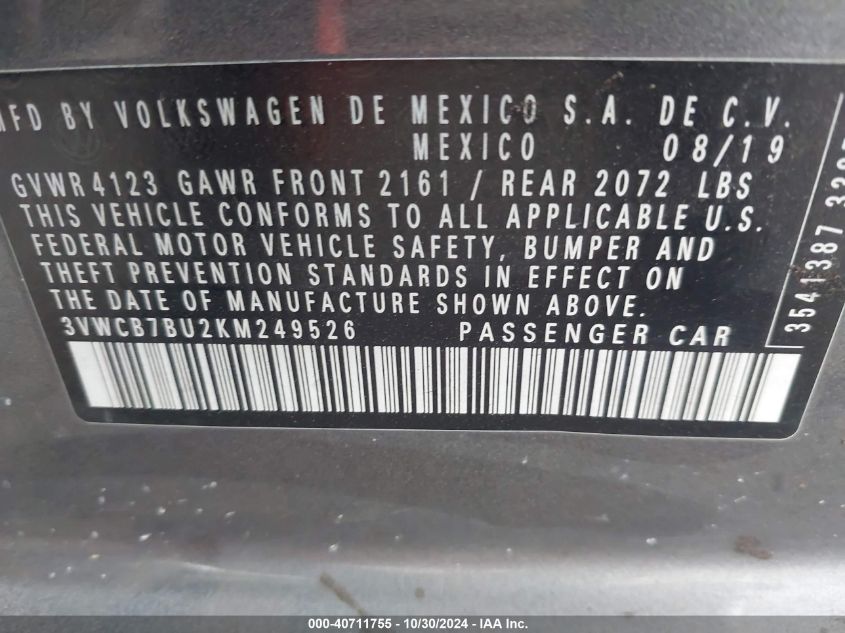 MFD BY VOLKSWAGEN DE MEXICO S.A. DE C.V.
MEXICO 08/19
GVWR 4123 GAWR FRONT 2161 / REAR 2072 LBS
THIS VEHICLE CONFORMS TO ALL APPLICABLE U.S.
FEDERAL MOTOR VEHICLE SAFETY, BUMPER AND
THEFT PREVENTION STANDARDS IN EFFECT ON
THE DATE OF MANUFACTURE SHOWN ABOVE.
3VWCB7BU2KM249526 PASSENGER CAR
3541387
000-40711755 - 10/30/2024 - IAA Inc.